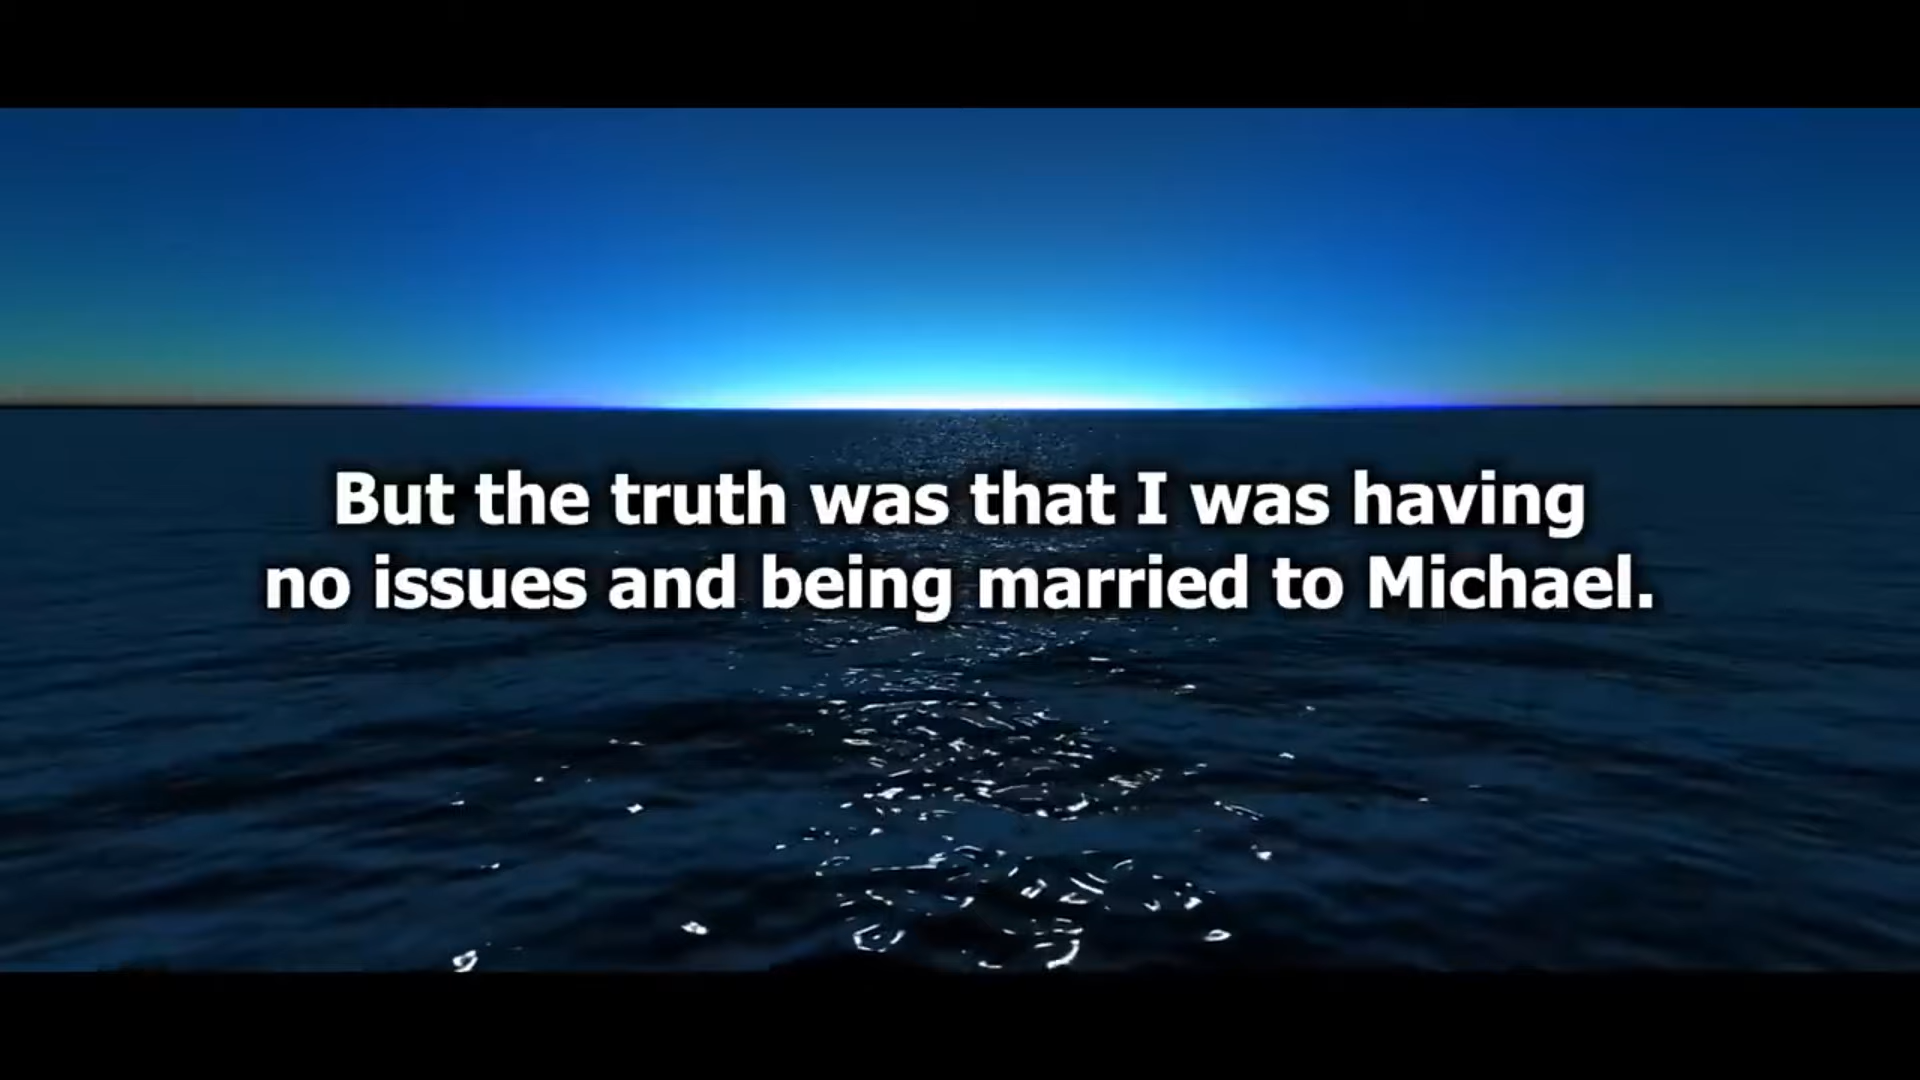 But the truth was that I was having
no issues and being married to Michael.